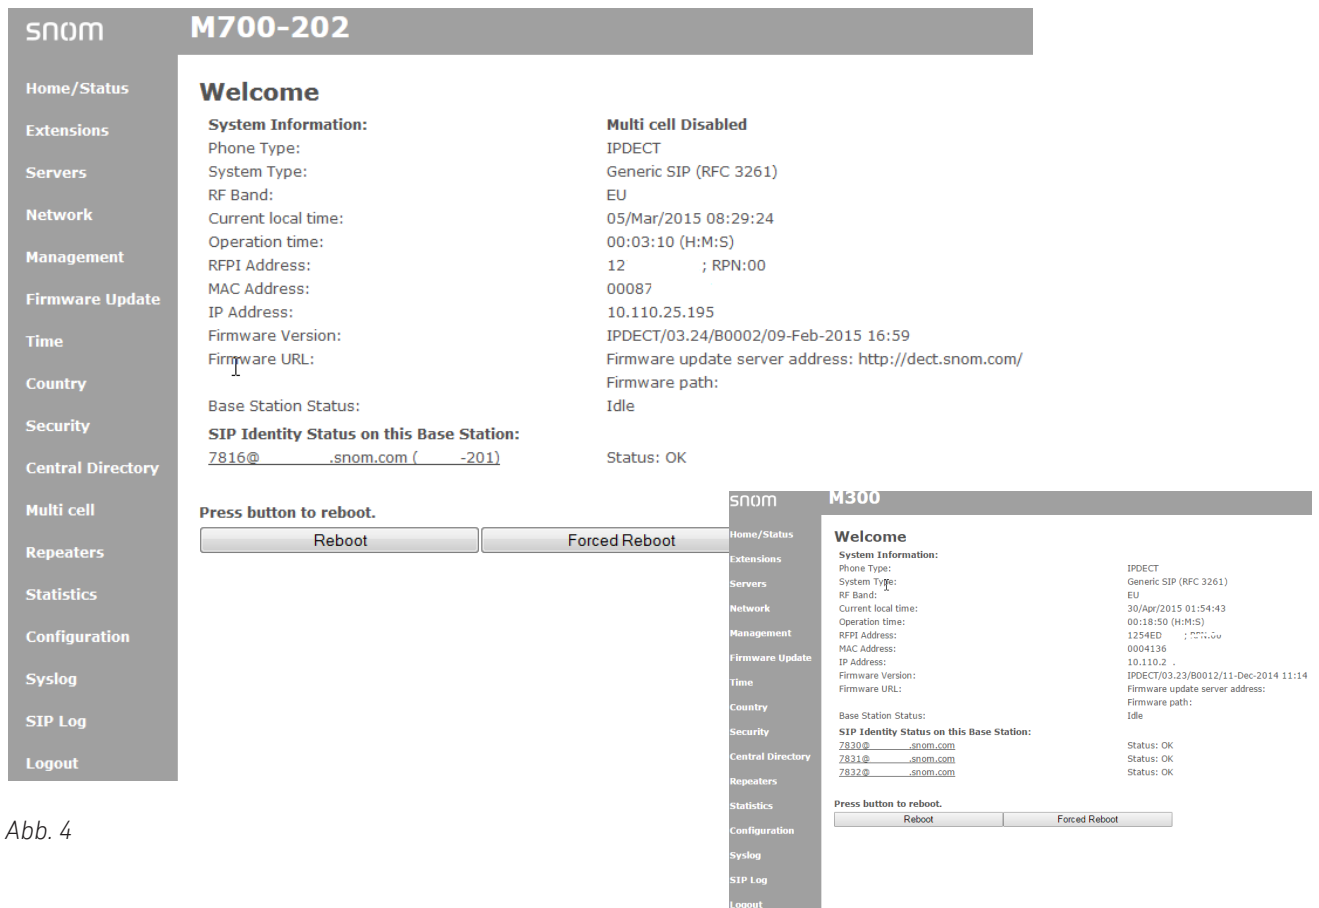 snom
M700-202
Home/Status
Extensions
Servers
Network
Management
Firmware Update
Time
Country
Security
Central Directory
Multi cell
Repeaters
Statistics
Configuration
Syslog
SIP Log
Logout
Welcome
System Information: Multi cell Disabled
Phone Type: IPDECT
System Type: Generic SIP (RFC 3261)
RF Band: EU
Current local time: 05/Mar/2015 08:29:24
Operation time: 00:03:10 (H:M:S)
RFPI Address: 12 ; RPN:00
MAC Address: 00087
IP Address: 10.110.25.195
Firmware Version: IPDECT/03.24/B0002/09-Feb-2015 16:59
Firmware URL: Firmware update server address: http://dect.snom.com/
Firmware path:
Base Station Status: Idle
SIP Identity Status on this Base Station:
7816@ .snom.com ( -201) Status: OK
Press button to reboot.
Reboot Forced Reboot
snom
M300
Home/Status
Extensions
Servers
Network
Management
Firmware Update
Time
Country
Security
Central Directory
Repeaters
Statistics
Configuration
Syslog
SIP Log
Logout
Welcome
System Information:
Phone Type: IPDECT
System Type: Generic SIP (RFC 3261)
RF Band: EU
Current local time: 30/Apr/2015 01:54:43
Operation time: 00:18:50 (H:M:S)
RFPI Address: 1254ED ;
MAC Address: 0004136
IP Address: 10.110.2 .
Firmware Version: IPDECT/03.23/B0012/11-Dec-2014 11:14
Firmware URL: Firmware update server address:
Firmware path:
Base Station Status: Idle
SIP Identity Status on this Base Station:
7830@ .snom.com Status: OK
7831@ .snom.com Status: OK
7832@ .snom.com Status: OK
Press button to reboot.
Reboot Forced Reboot
Abb. 4